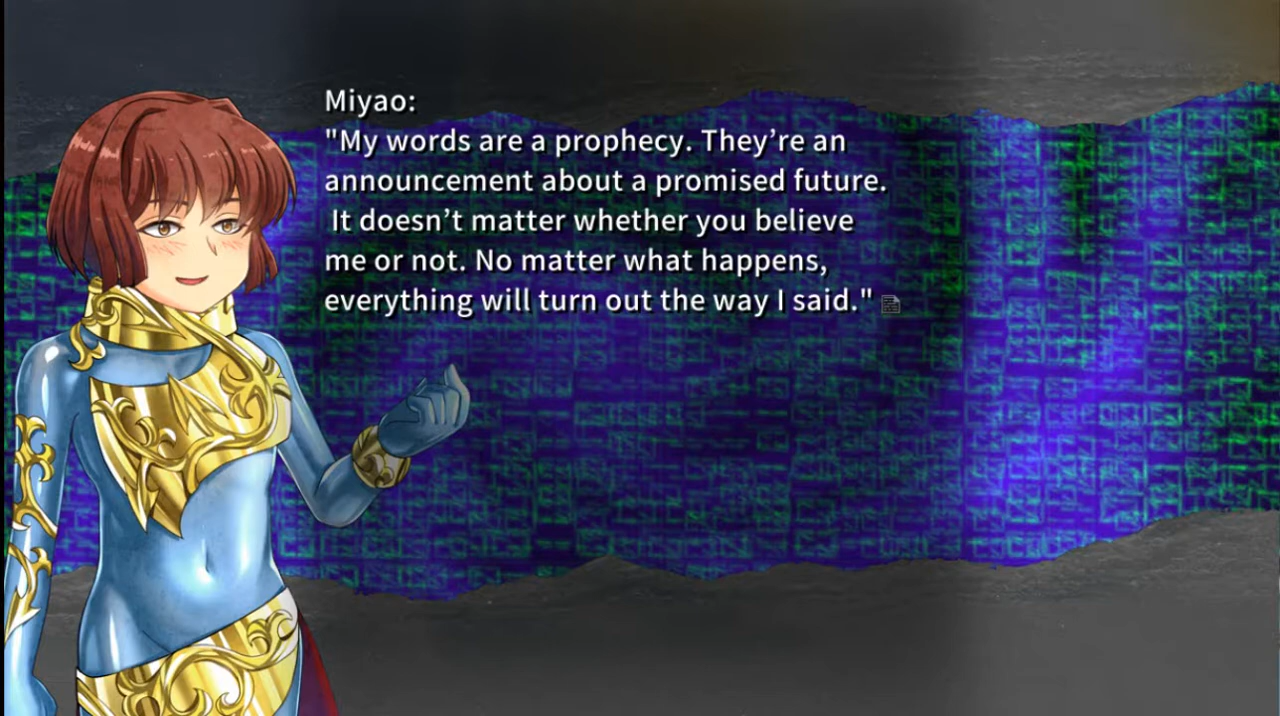 Miyao:
"My words are a prophecy. They’re an
announcement about a promised future.
It doesn’t matter whether you believe
me or not. No matter what happens,
everything will turn out the way I said."